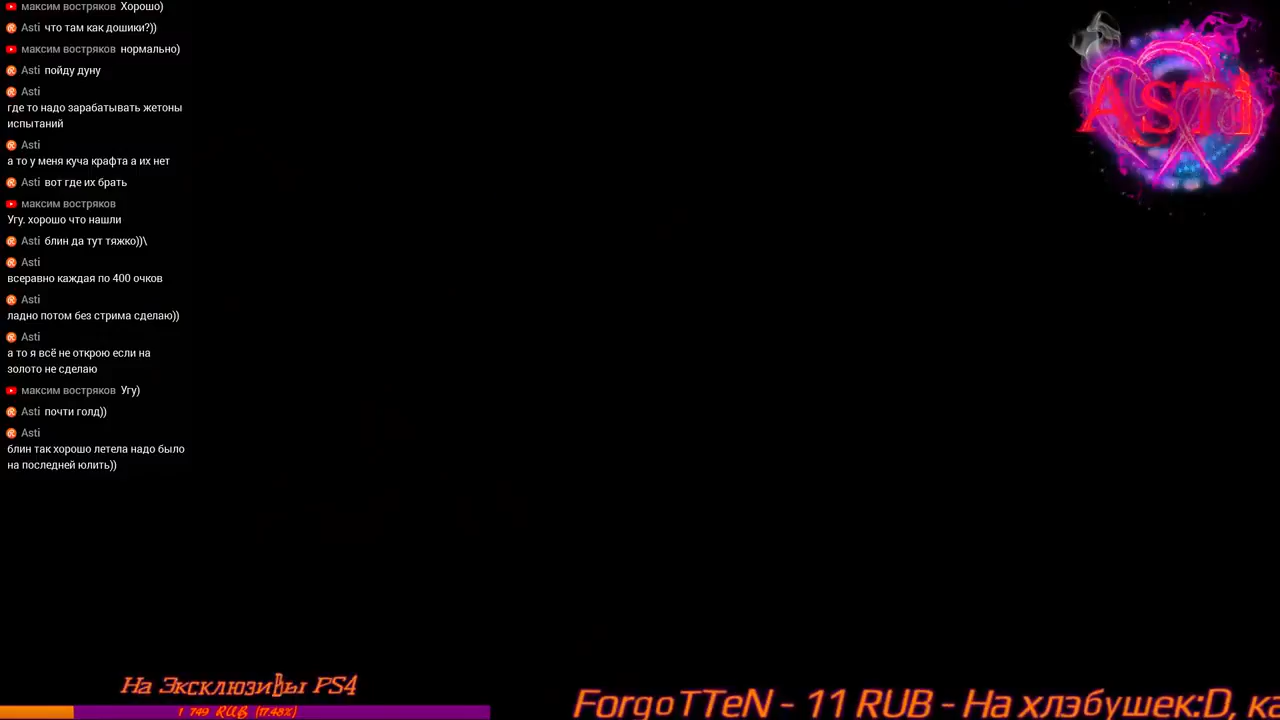 максим востряков Хорошо)
Asti что там как дошики?))
максим востряков нормально)
Asti пойду дуну
Asti
где то надо зарабатывать жетоны
испытаний
Asti
а то у меня куча крафта а их нет
Asti вот где их брать
максим востряков
Угу. хорошо что нашли
Asti блин да тут тяжко))\
Asti
всеравно каждая по 400 очков
Asti
ладно потом без стрима сделаю))
Asti
а то я всё не открою если на
золото не сделаю
максим востряков Угу)
Asti почти голд))
Asti
блин так хорошо летела надо было
на последней юлить))
Asti
На Эксклюзивы PS4
1 749 RUB (17.48%)
ForgoTTeN - 11 RUB - На хлэбушек:D, ка